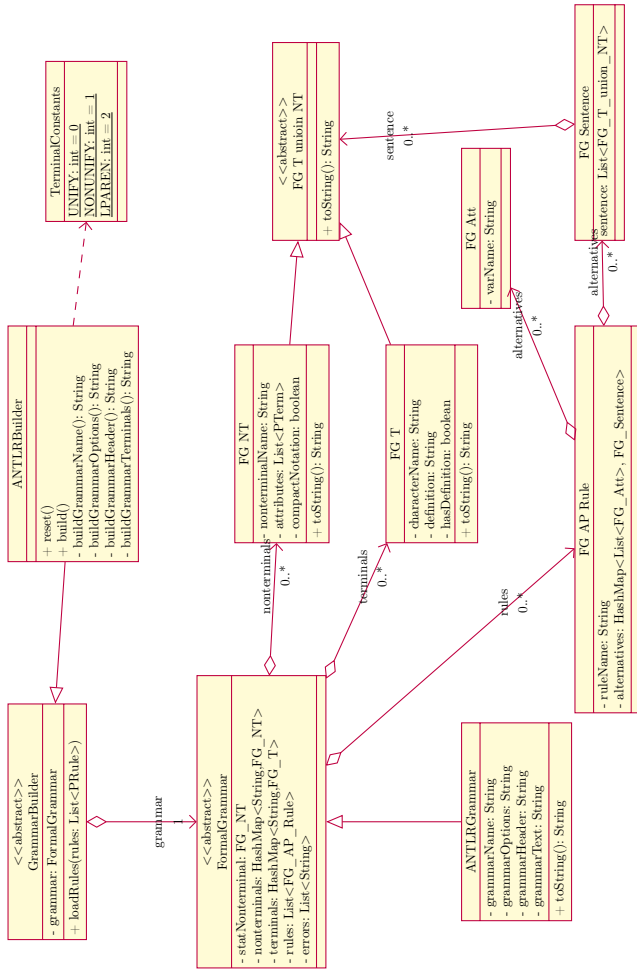 <<abstract>>
GrammarBuilder
- grammar: FormalGrammar
+ loadRules(rules: List<PRule>)
ANTLRBuilder
+ reset()
+ build()
- buildGrammarName(): String
- buildGrammarOptions(): String
- buildGrammarHeader(): String
- buildGrammarTerminals(): String
TerminalConstants
UNIFY: int = 0
NONUNIFY: int = 1
LPAREN: int = 2
grammar
1
<<abstract>>
FormalGrammar
- statNonterminal: FG_NT
- nonterminals: HashMap<String,FG_NT>
- terminals: HashMap<String,FG_T>
- rules: List<FG_AP_Rule>
- errors: List<String>
nonterminals
0..*
FG NT
- nonterminalName: String
- attributes: List<PTerm>
- compactNotation: boolean
+ toString(): String
<<abstract>>
FG T unioin NT
+ toString(): String
terminals
0..*
FG T
- characterName: String
- definition: String
- hasDefinition: boolean
+ toString(): String
sentence
0..*
rules
0..*
FG Att
- varName: String
alternatives
0..*
ANTLRGrammar
- grammarName: String
- grammarOptions: String
- grammarHeader: String
- grammarText: String
+ toString(): String
FG AP Rule
- ruleName: String
- alternatives: HashMap<List<FG_Att>, FG_Sentence>
alternatives
0..*
FG Sentence
sentence: List<FG_T_union_NT>